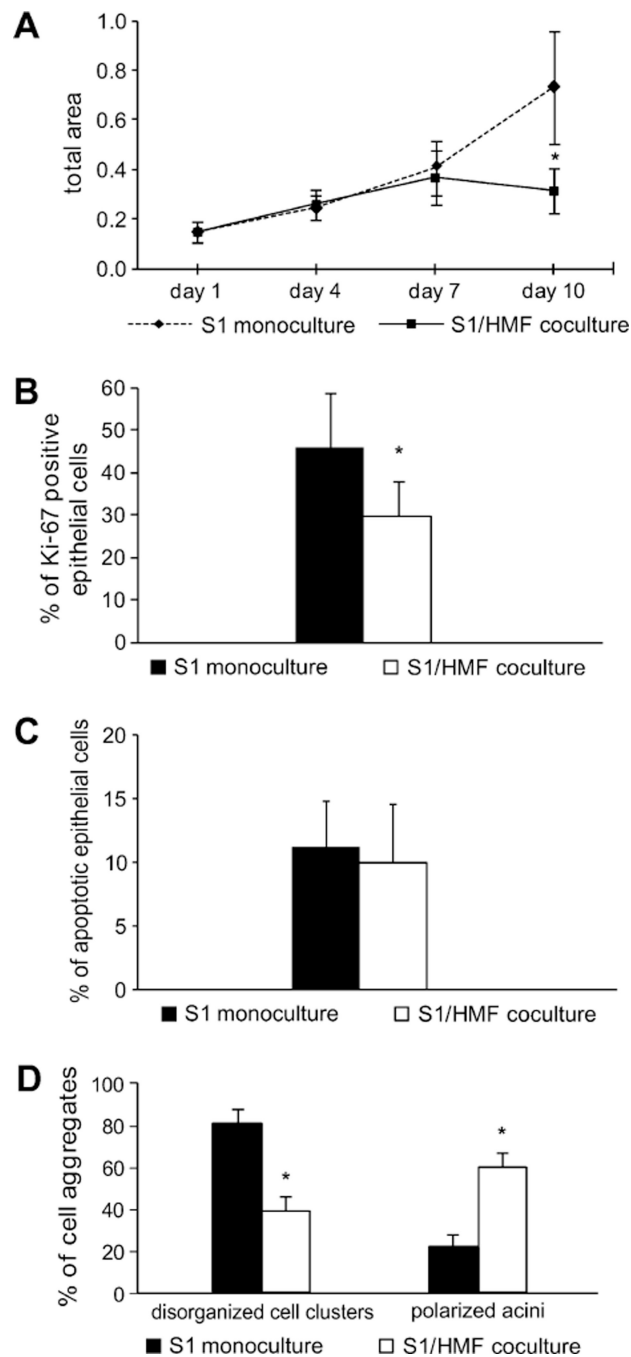 A
total area
1.0
0.8
0.6
0.4
0.2
0.0
*
day 1 day 4 day 7 day 10
S1 monoculture S1/HMF coculture
B
% of Ki-67 positive
epithelial cells
60
50
40
30
20
10
0
*
S1 monoculture S1/HMF coculture
C
% of apoptotic epithelial cells
20
15
10
5
0
S1 monoculture S1/HMF coculture
D
% of cell aggregates
100
80
60
40
20
0
* *
disorganized cell clusters polarized acini
S1 monoculture S1/HMF coculture